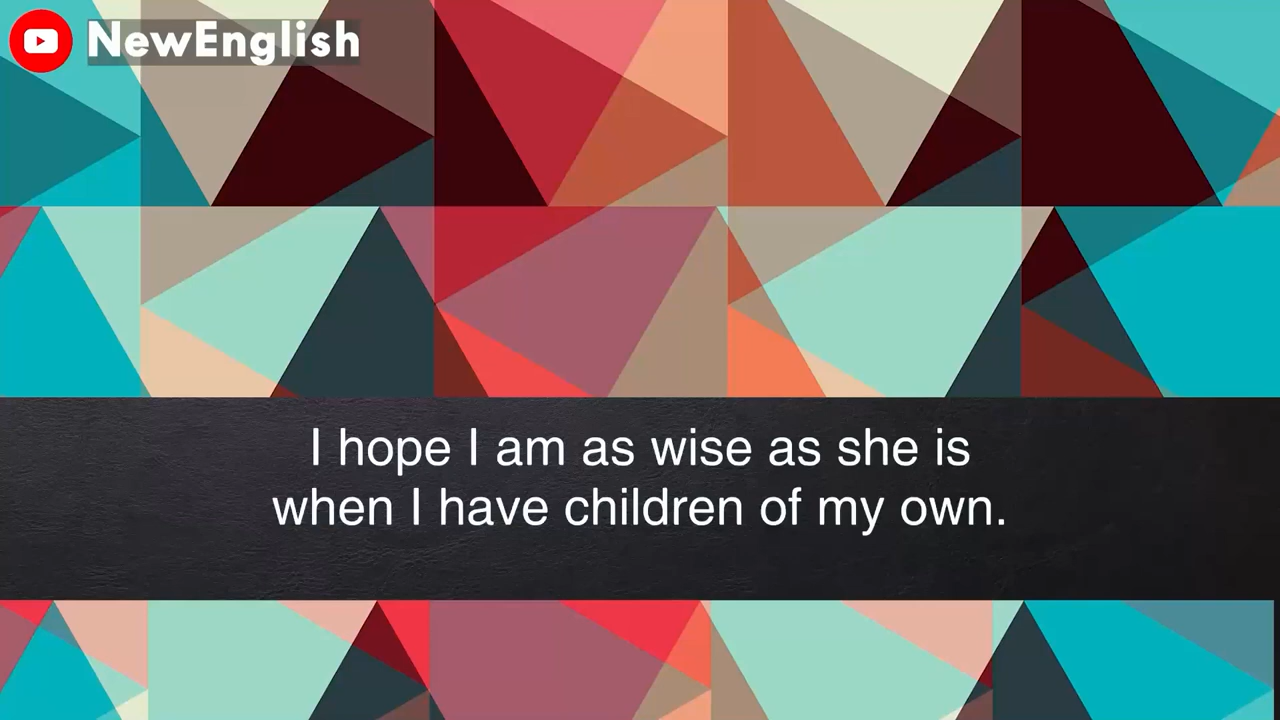 NewEnglish
I hope I am as wise as she is
when I have children of my own.